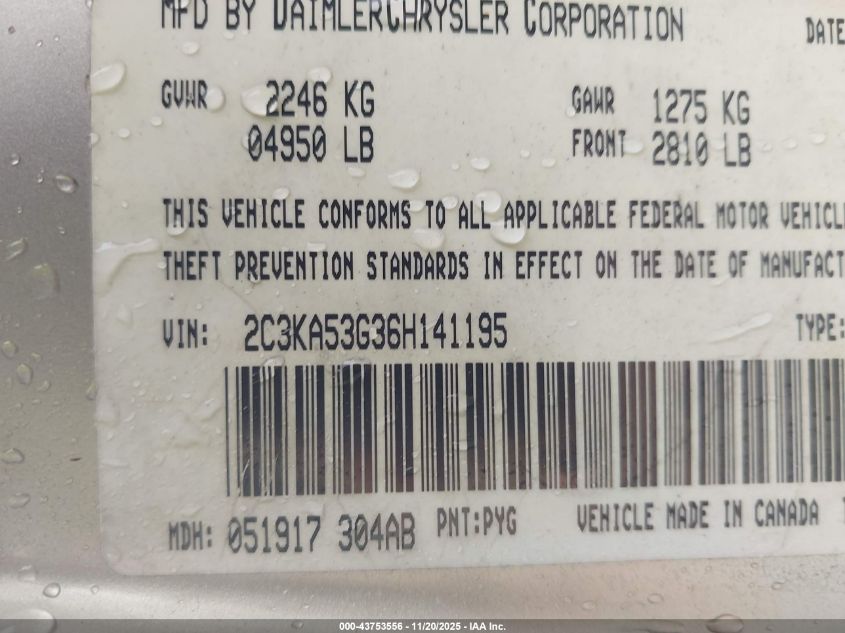 MFD BY DAIMLERCHRYSLER CORPORATION DATE
GVWR 2246 KG GAWR 1275 KG
04950 LB FRONT 2810 LB
THIS VEHICLE CONFORMS TO ALL APPLICABLE FEDERAL MOTOR VEHICLE
THEFT PREVENTION STANDARDS IN EFFECT ON THE DATE OF MANUFACT
VIN: 2C3KA53G36H141195 TYPE:
MDH: 051917 304AB PNT:PYG VEHICLE MADE IN CANADA
000-43753556 - 11/20/2025 - IAA Inc.